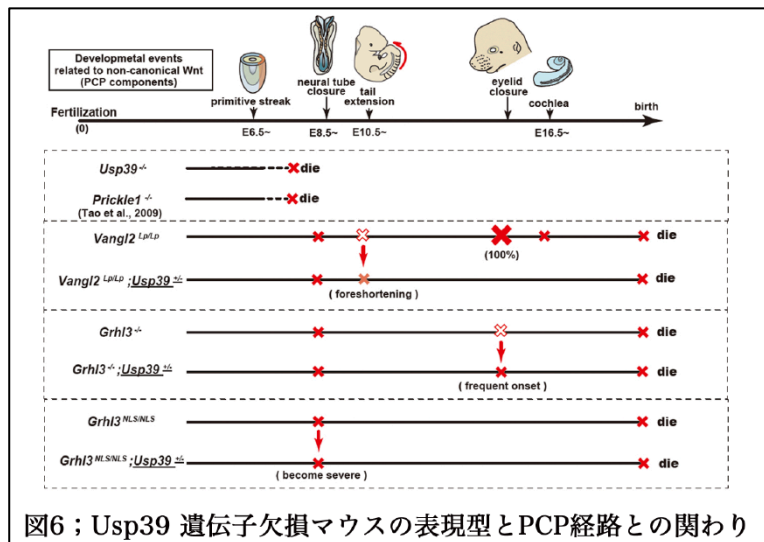 Developmetal events
related to non-canonical Wnt
(PCP components)
primitive streak
neural tube
closure
tail
extension
eyelid
closure
cochlea
birth
Fertilization
(0)
E6.5~
E8.5~
E10.5~
E16.5~
Usp39 -/-
die
Prickle1 -/-
(Tao et al., 2009)
die
Vangl2 Lp/Lp
(100%)
die
Vangl2 Lp/Lp ;Usp39 +/-
( foreshortening )
die
Grhl3 -/-
die
Grhl3 -/- ;Usp39 +/-
( frequent onset )
die
Grhl3 NLS/NLS
die
Grhl3 NLS/NLS ;Usp39 +/-
( become severe )
die
図6；Usp39 遺伝子欠損マウスの表現型とPCP経路との関わり